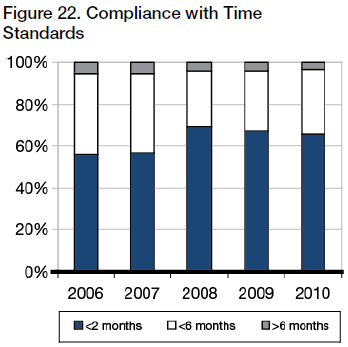 Figure 22. Compliance with Time
Standards
100%
80%
60%
40%
20%
0%
2006 2007 2008 2009 2010
<2 months <6 months >6 months